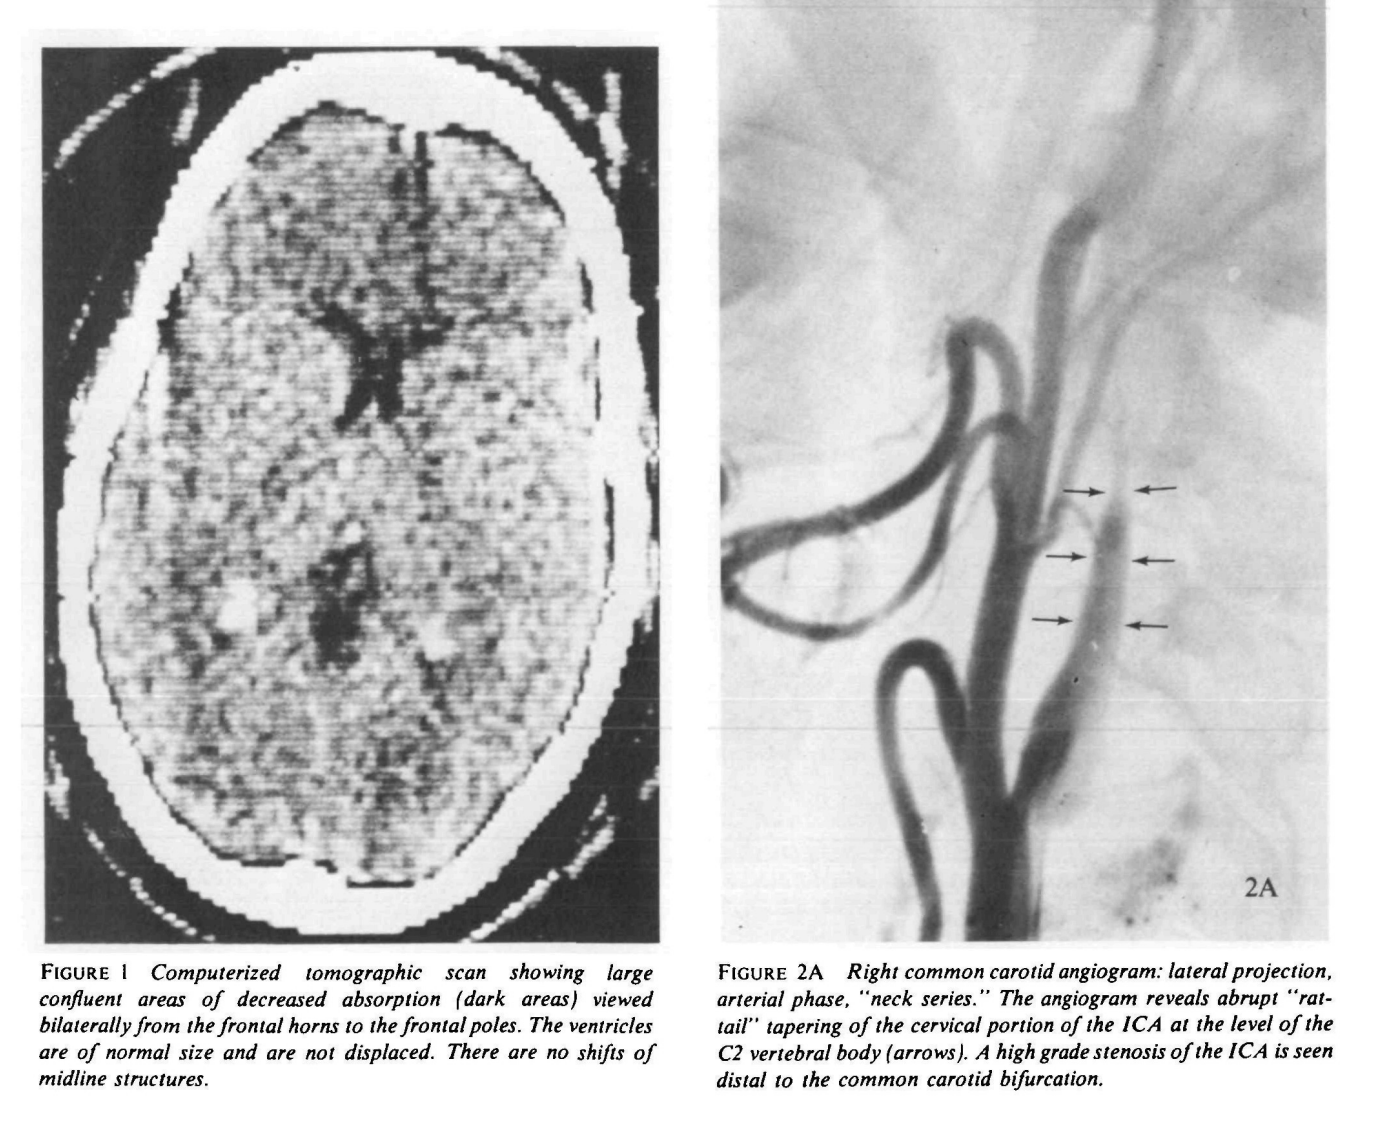 2A
FIGURE 1 Computerized tomographic scan showing large
confluent areas of decreased absorption (dark areas) viewed
bilaterally from the frontal horns to the frontal poles. The ventricles
are of normal size and are not displaced. There are no shifts of
midline structures.
FIGURE 2A Right common carotid angiogram: lateral projection,
arterial phase, "neck series." The angiogram reveals abrupt "rat-
tail" tapering of the cervical portion of the ICA at the level of the
C2 vertebral body (arrows). A high grade stenosis of the ICA is seen
distal to the common carotid bifurcation.